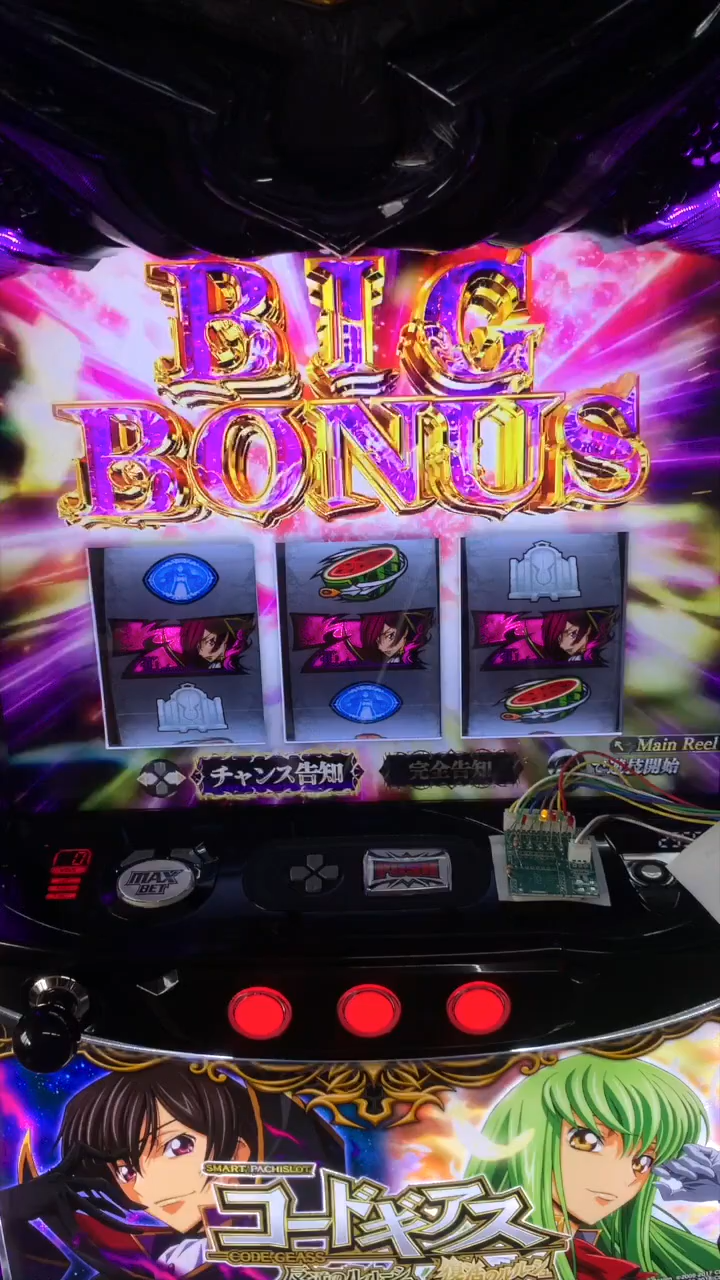 BIG
BONUS
Main Reel
チャンス告知
完全告知
で遊技開始
MAX
BET
PUSH
SMART PACHISLOT
コードギアス
CODE GEASS